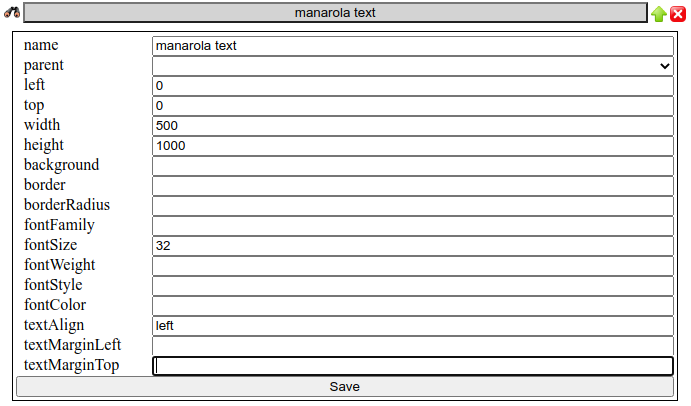 manarola text
name manarola text
parent
left 0
top 0
width 500
height 1000
background
border
borderRadius
fontFamily
fontSize 32
fontWeight
fontStyle
fontColor
textAlign left
textMarginLeft
textMarginTop
Save